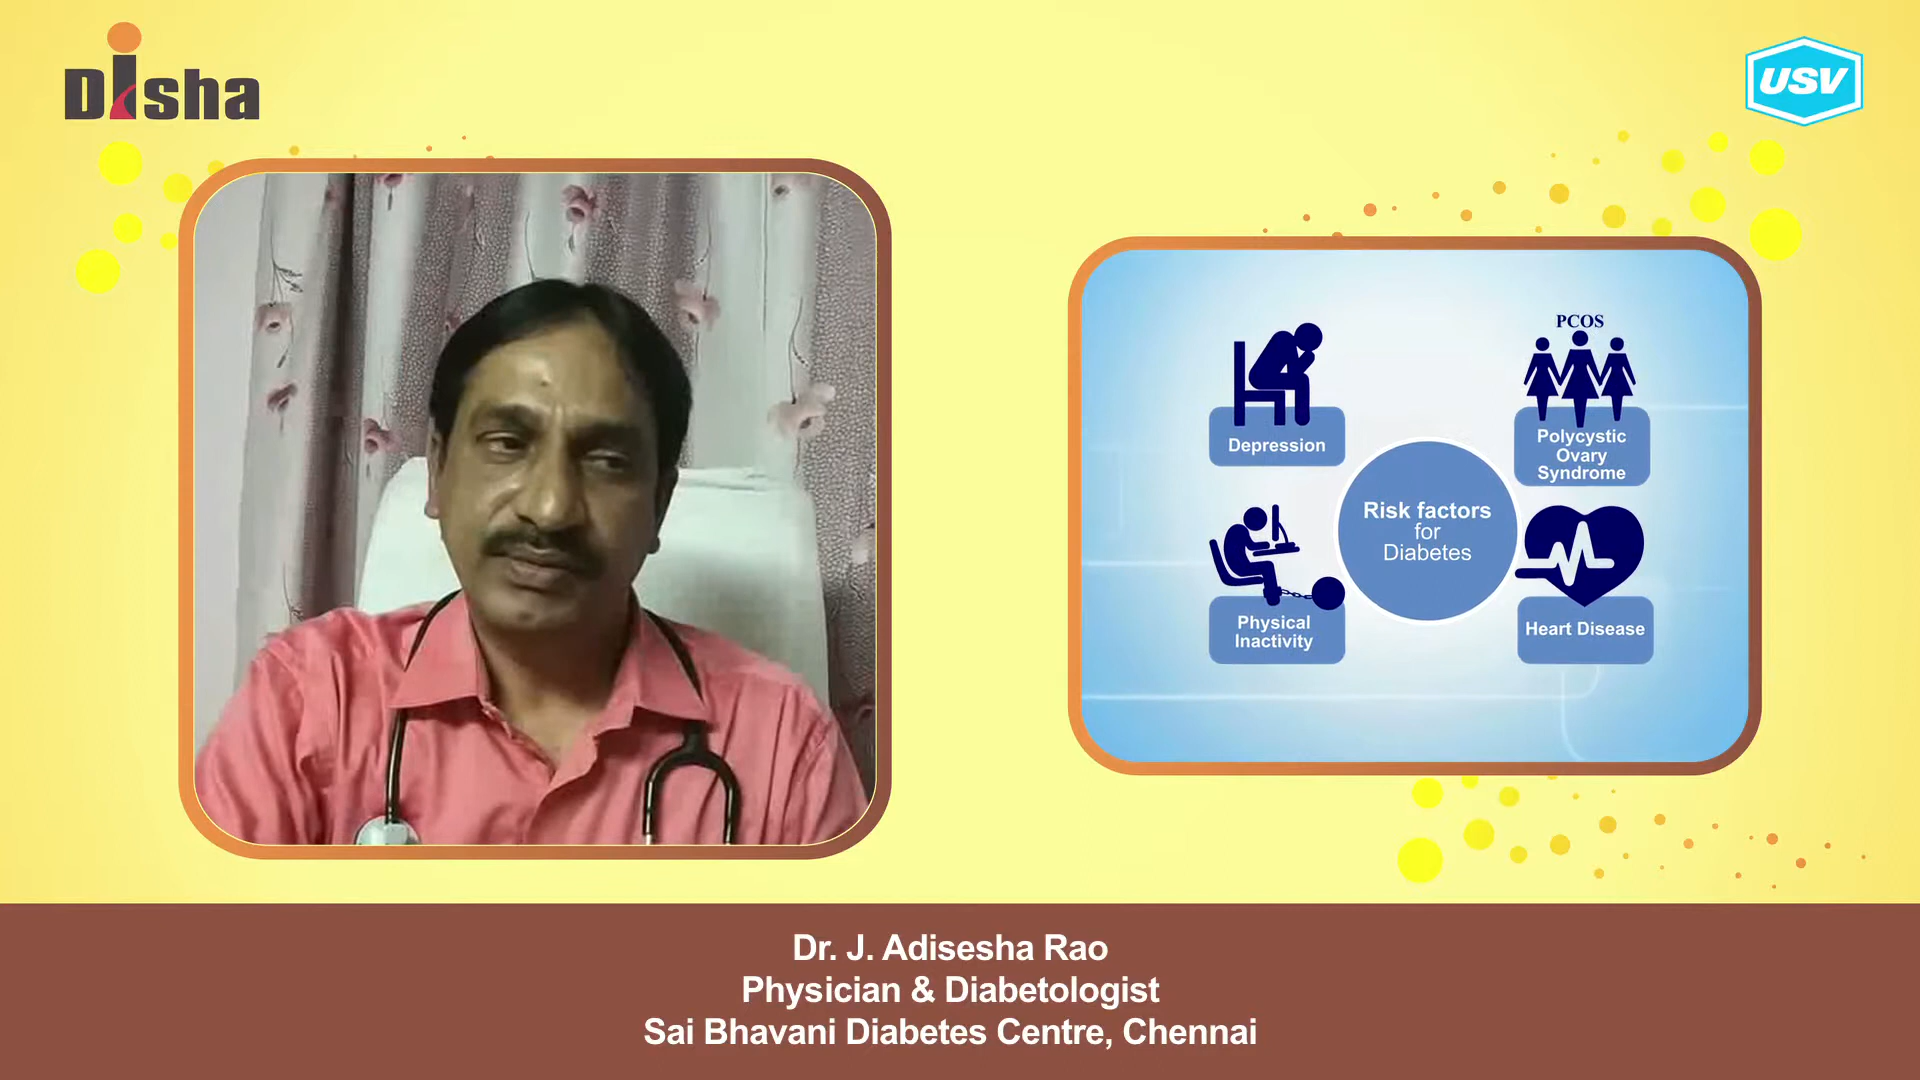 Disha
USV
PCOS
Depression
Polycystic
Ovary
Syndrome
Risk factors
for
Diabetes
Physical
Inactivity
Heart Disease
Dr. J. Adisesha Rao
Physician & Diabetologist
Sai Bhavani Diabetes Centre, Chennai